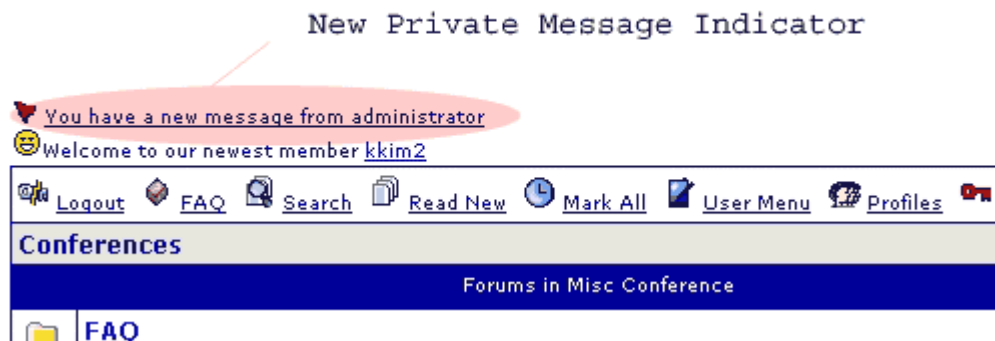 New Private Message Indicator
You have a new message from administrator
Welcome to our newest member kkim2
Logout FAQ Search Read New Mark All User Menu Profiles
Conferences
Forums in Misc Conference
FAQ